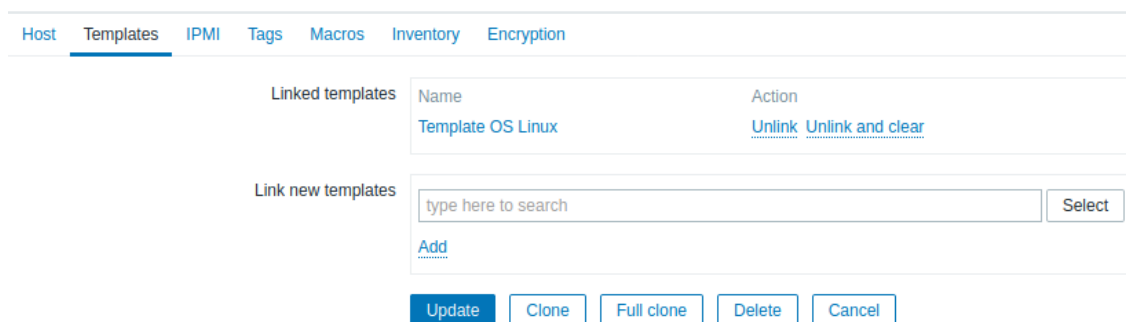 Host Templates IPMI Tags Macros Inventory Encryption
Linked templates Name Action
Template OS Linux Unlink Unlink and clear
Link new templates
type here to search Select
Add
Update Clone Full clone Delete Cancel